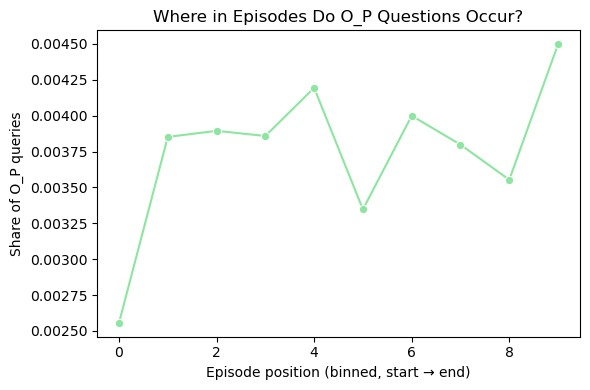 Where in Episodes Do O_P Questions Occur?
0.00450
0.00425
0.00400
0.00375
0.00350
0.00325
0.00300
0.00275
0.00250
Share of O_P queries
0 2 4 6 8
Episode position (binned, start → end)